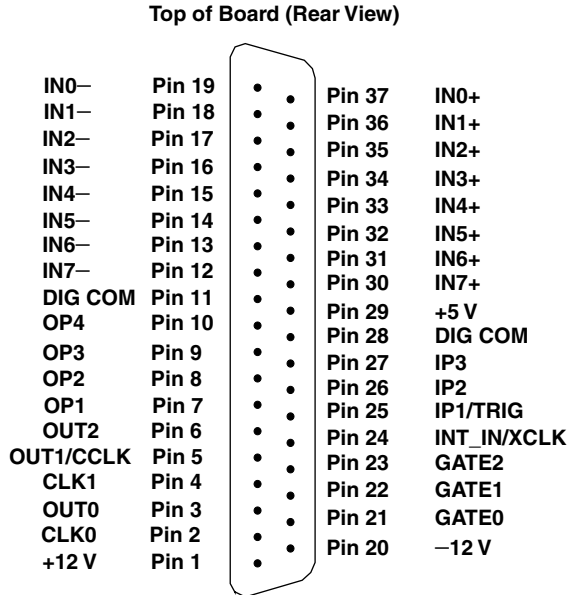 Top of Board (Rear View)
IN0– Pin 19
Pin 37 IN0+
IN1– Pin 18
Pin 36 IN1+
IN2– Pin 17
Pin 35 IN2+
IN3– Pin 16
Pin 34 IN3+
IN4– Pin 15
Pin 33 IN4+
IN5– Pin 14
Pin 32 IN5+
IN6– Pin 13
Pin 31 IN6+
IN7– Pin 12
Pin 30 IN7+
DIG COM Pin 11
Pin 29 +5 V
OP4 Pin 10
Pin 28 DIG COM
OP3 Pin 9
Pin 27 IP3
OP2 Pin 8
Pin 26 IP2
OP1 Pin 7
Pin 25 IP1/TRIG
OUT2 Pin 6
Pin 24 INT_IN/XCLK
OUT1/CCLK Pin 5
Pin 23 GATE2
CLK1 Pin 4
Pin 22 GATE1
OUT0 Pin 3
Pin 21 GATE0
CLK0 Pin 2
Pin 20 –12 V
+12 V Pin 1